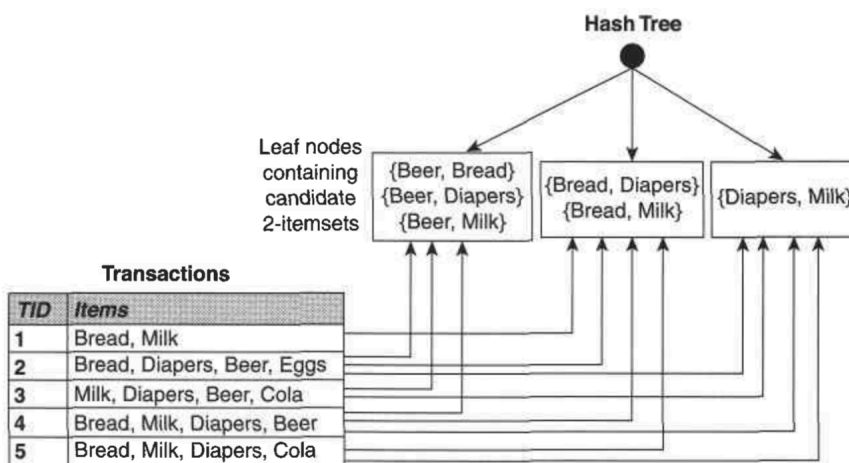 Hash Tree
Leaf nodes
containing
candidate
2-itemsets
{Beer, Bread}
{Beer, Diapers}
{Beer, Milk}
{Bread, Diapers}
{Bread, Milk}
{Diapers, Milk}
Transactions
TID Items
1 Bread, Milk
2 Bread, Diapers, Beer, Eggs
3 Milk, Diapers, Beer, Cola
4 Bread, Milk, Diapers, Beer
5 Bread, Milk, Diapers, Cola